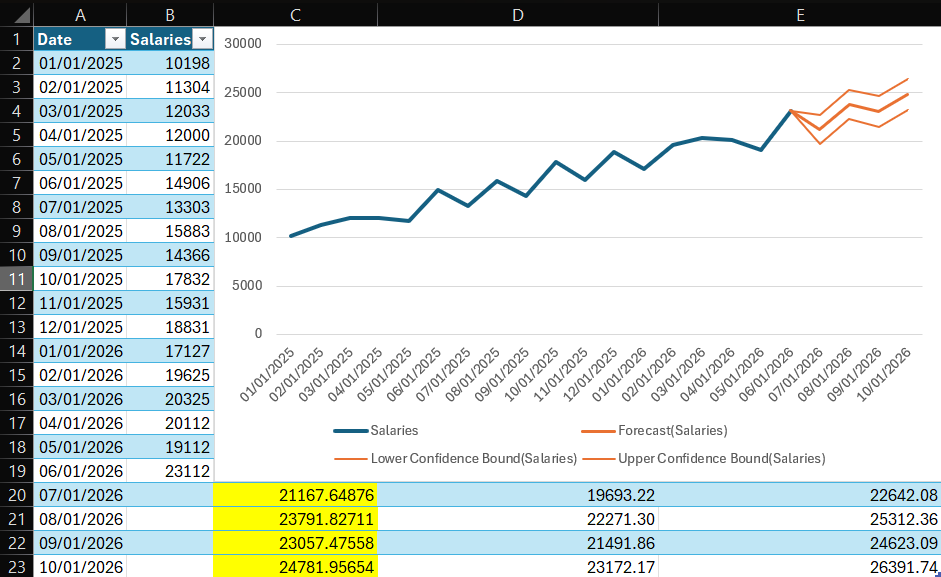 A B C D E
1 Date Salaries
2 01/01/2025 10198
3 02/01/2025 11304
4 03/01/2025 12033
5 04/01/2025 12000
6 05/01/2025 11722
7 06/01/2025 14906
8 07/01/2025 13303
9 08/01/2025 15883
10 09/01/2025 14366
11 10/01/2025 17832
12 11/01/2025 15931
13 12/01/2025 18831
14 01/01/2026 17127
15 02/01/2026 19625
16 03/01/2026 20325
17 04/01/2026 20112
18 05/01/2026 19112
19 06/01/2026 23112
30000
25000
20000
15000
10000
5000
0
01/01/2025 02/01/2025 03/01/2025 04/01/2025 05/01/2025 06/01/2025 07/01/2025 08/01/2025 09/01/2025 10/01/2025 11/01/2025 12/01/2025 01/01/2026 02/01/2026 03/01/2026 04/01/2026 05/01/2026 06/01/2026 07/01/2026 08/01/2026 09/01/2026 10/01/2026
Salaries Forecast(Salaries)
Lower Confidence Bound(Salaries) Upper Confidence Bound(Salaries)
20 07/01/2026 21167.64876 19693.22 22642.08
21 08/01/2026 23791.82711 22271.30 25312.36
22 09/01/2026 23057.47558 21491.86 24623.09
23 10/01/2026 24781.95654 23172.17 26391.74